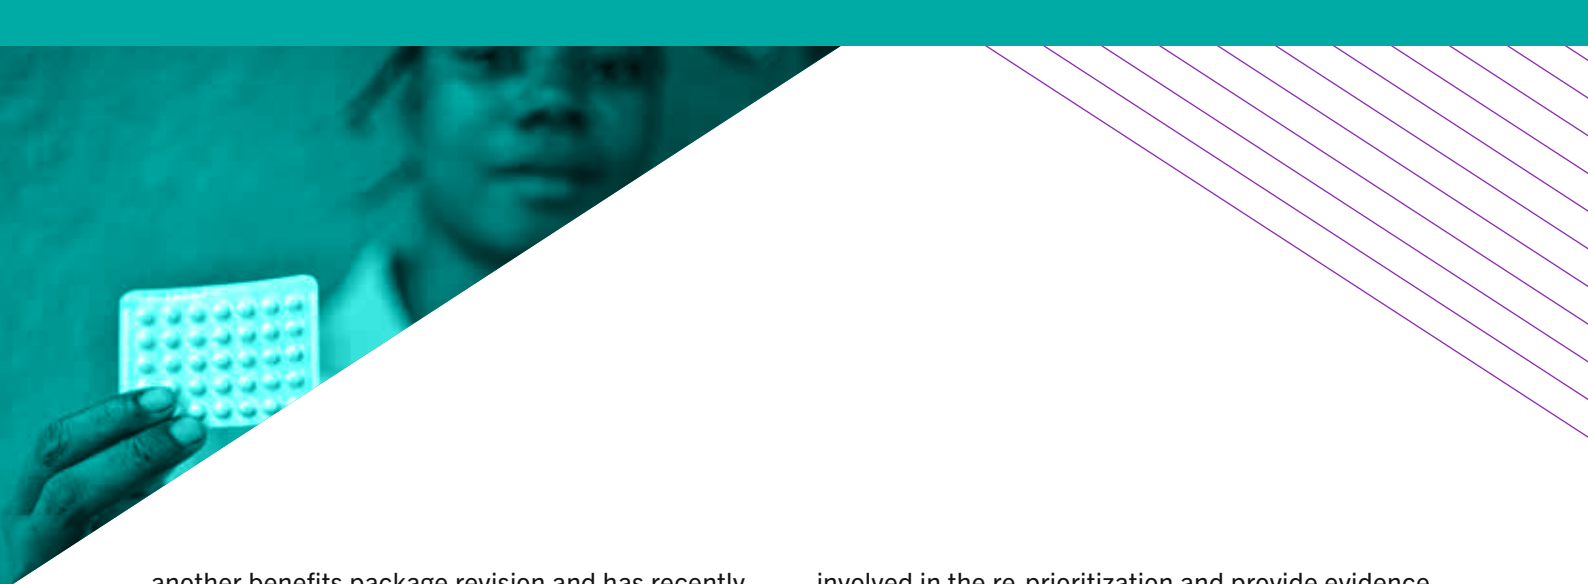 another benefits package revision and has recently
involved in the re-prioritization and provide evidence